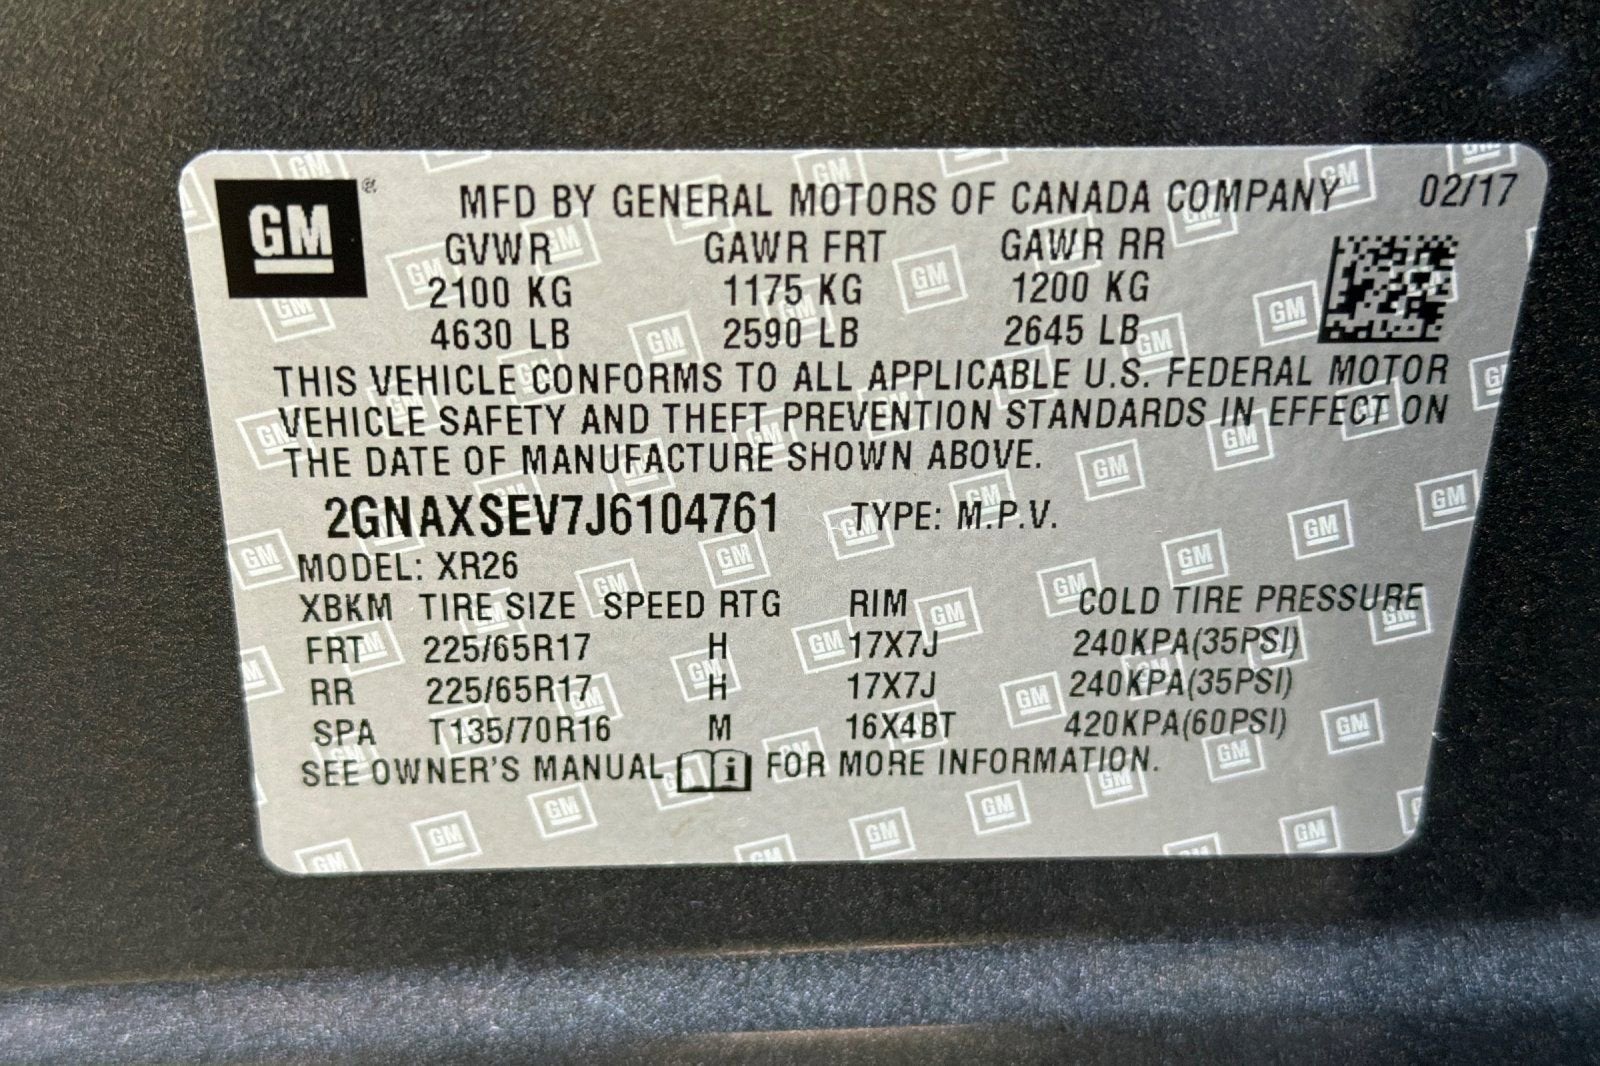 GM® MFD BY GENERAL MOTORS OF CANADA COMPANY 02/17
GVWR GAWR FRT GAWR RR
2100 KG 1175 KG 1200 KG
4630 LB 2590 LB 2645 LB
THIS VEHICLE CONFORMS TO ALL APPLICABLE U.S. FEDERAL MOTOR
VEHICLE SAFETY AND THEFT PREVENTION STANDARDS IN EFFECT ON
THE DATE OF MANUFACTURE SHOWN ABOVE.
2GNAXSEV7J6104761 TYPE: M.P.V.
MODEL: XR26
XBKM TIRE SIZE SPEED RTG RIM COLD TIRE PRESSURE
FRT 225/65R17 H 17X7J 240KPA(35PSI)
RR 225/65R17 H 17X7J 240KPA(35PSI)
SPA T135/70R16 M 16X4BT 420KPA(60PSI)
SEE OWNER'S MANUAL i FOR MORE INFORMATION.